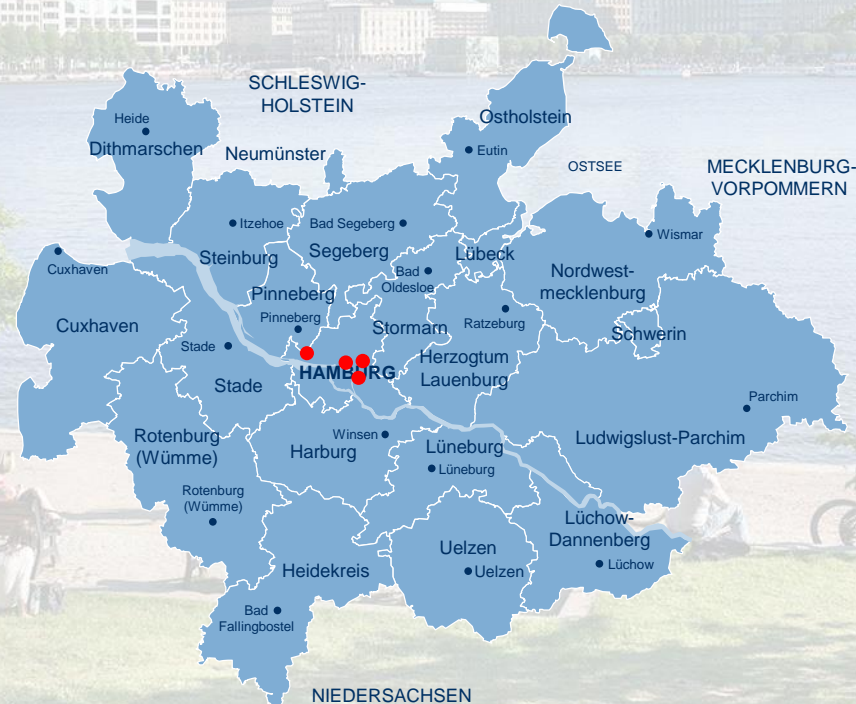 SCHLESWIG-
HOLSTEIN
Ostholstein
Heide
Dithmarschen
Neumünster
Eutin
OSTSEE
MECKLENBURG-
VORPOMMERN
Itzehoe
Bad Segeberg
Wismar
Steinburg
Segeberg
Lübeck
Cuxhaven
Bad
Oldesloe
Nordwest-
mecklenburg
Pinneberg
Pinneberg
Cuxhaven
Stormarn
Ratzeburg
Schwerin
Stade
Herzogtum
Lauenburg
HAMBURG
Stade
Parchim
Rotenburg
(Wümme)
Winsen
Harburg
Lüneburg
Lüneburg
Ludwigslust-Parchim
Rotenburg
(Wümme)
Lüchow-
Dannenberg
Uelzen
Uelzen
Lüchow
Heidekreis
Bad
Fallingbostel
NIEDERSACHSEN